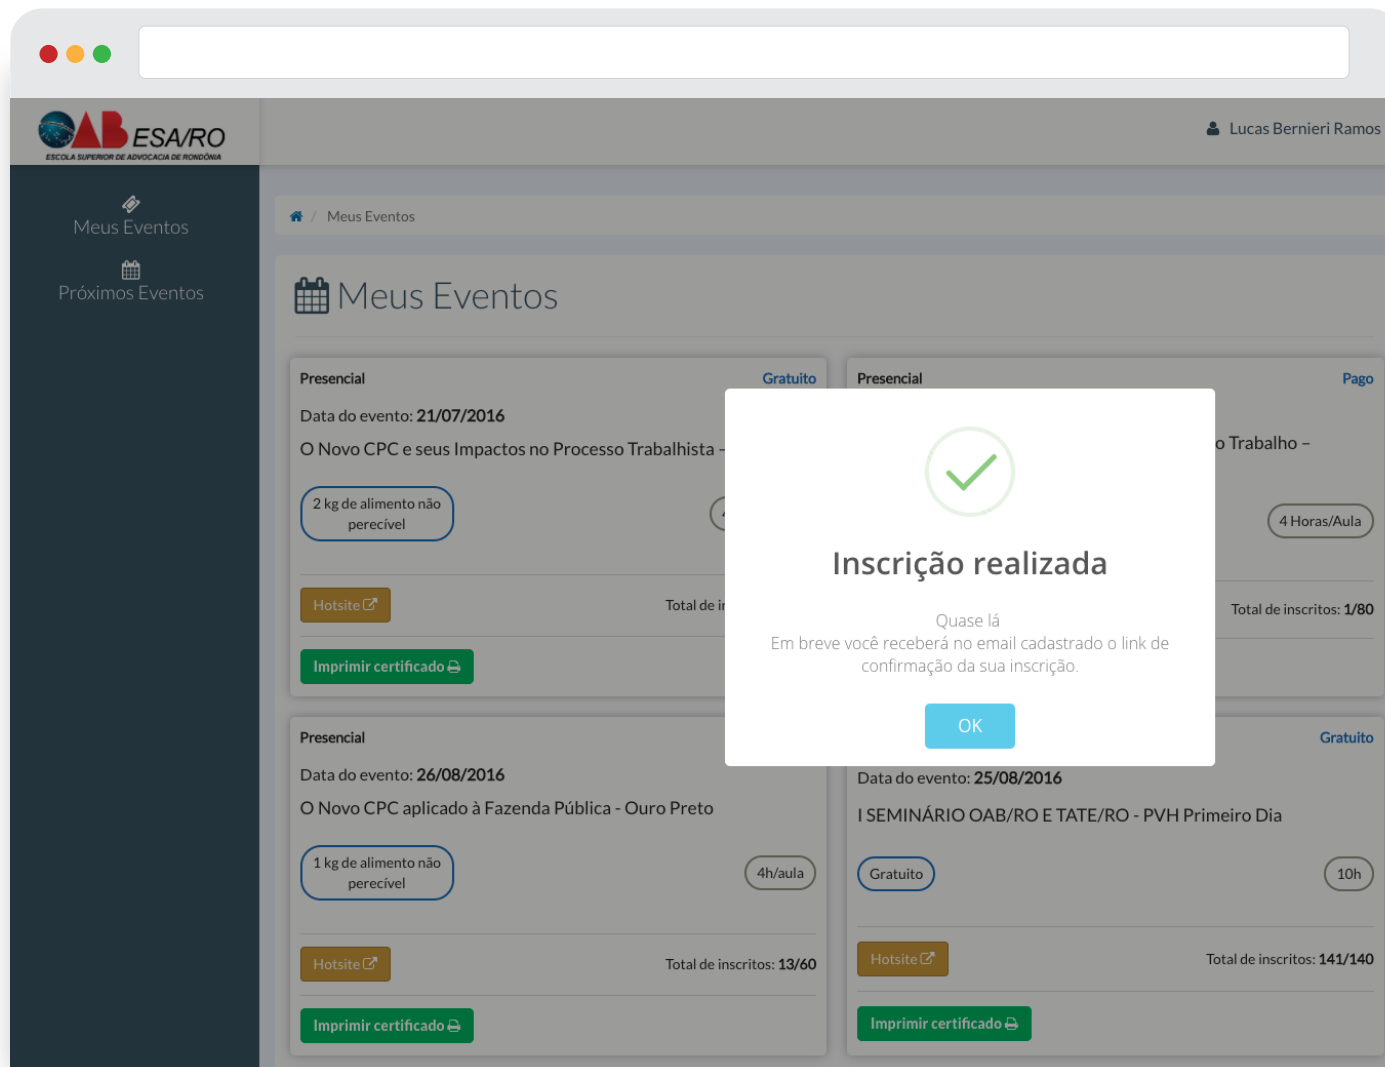 OAB ESA/RO
ESCOLA SUPERIOR DE ADVOCACIA DE RONDÔNIA
Lucas Bernieri Ramos
Meus Eventos
Próximos Eventos
/ Meus Eventos
Meus Eventos
Presencial
Gratuito
Data do evento: 21/07/2016
O Novo CPC e seus Impactos no Processo Trabalhista –
2 kg de alimento não
perecível
Hotsite
Total de
Imprimir certificado
Presencial
Pago
Trabalho –
4 Horas/Aula
Total de inscritos: 1/80
Inscrição realizada
Quase lá
Em breve você receberá no email cadastrado o link de
confirmação da sua inscrição.
OK
Presencial
Data do evento: 26/08/2016
O Novo CPC aplicado à Fazenda Pública - Ouro Preto
1 kg de alimento não
perecível
4h/aula
Hotsite
Total de inscritos: 13/60
Imprimir certificado
Gratuito
Data do evento: 25/08/2016
I SEMINÁRIO OAB/RO E TATE/RO - PVH Primeiro Dia
Gratuito
10h
Hotsite
Total de inscritos: 141/140
Imprimir certificado